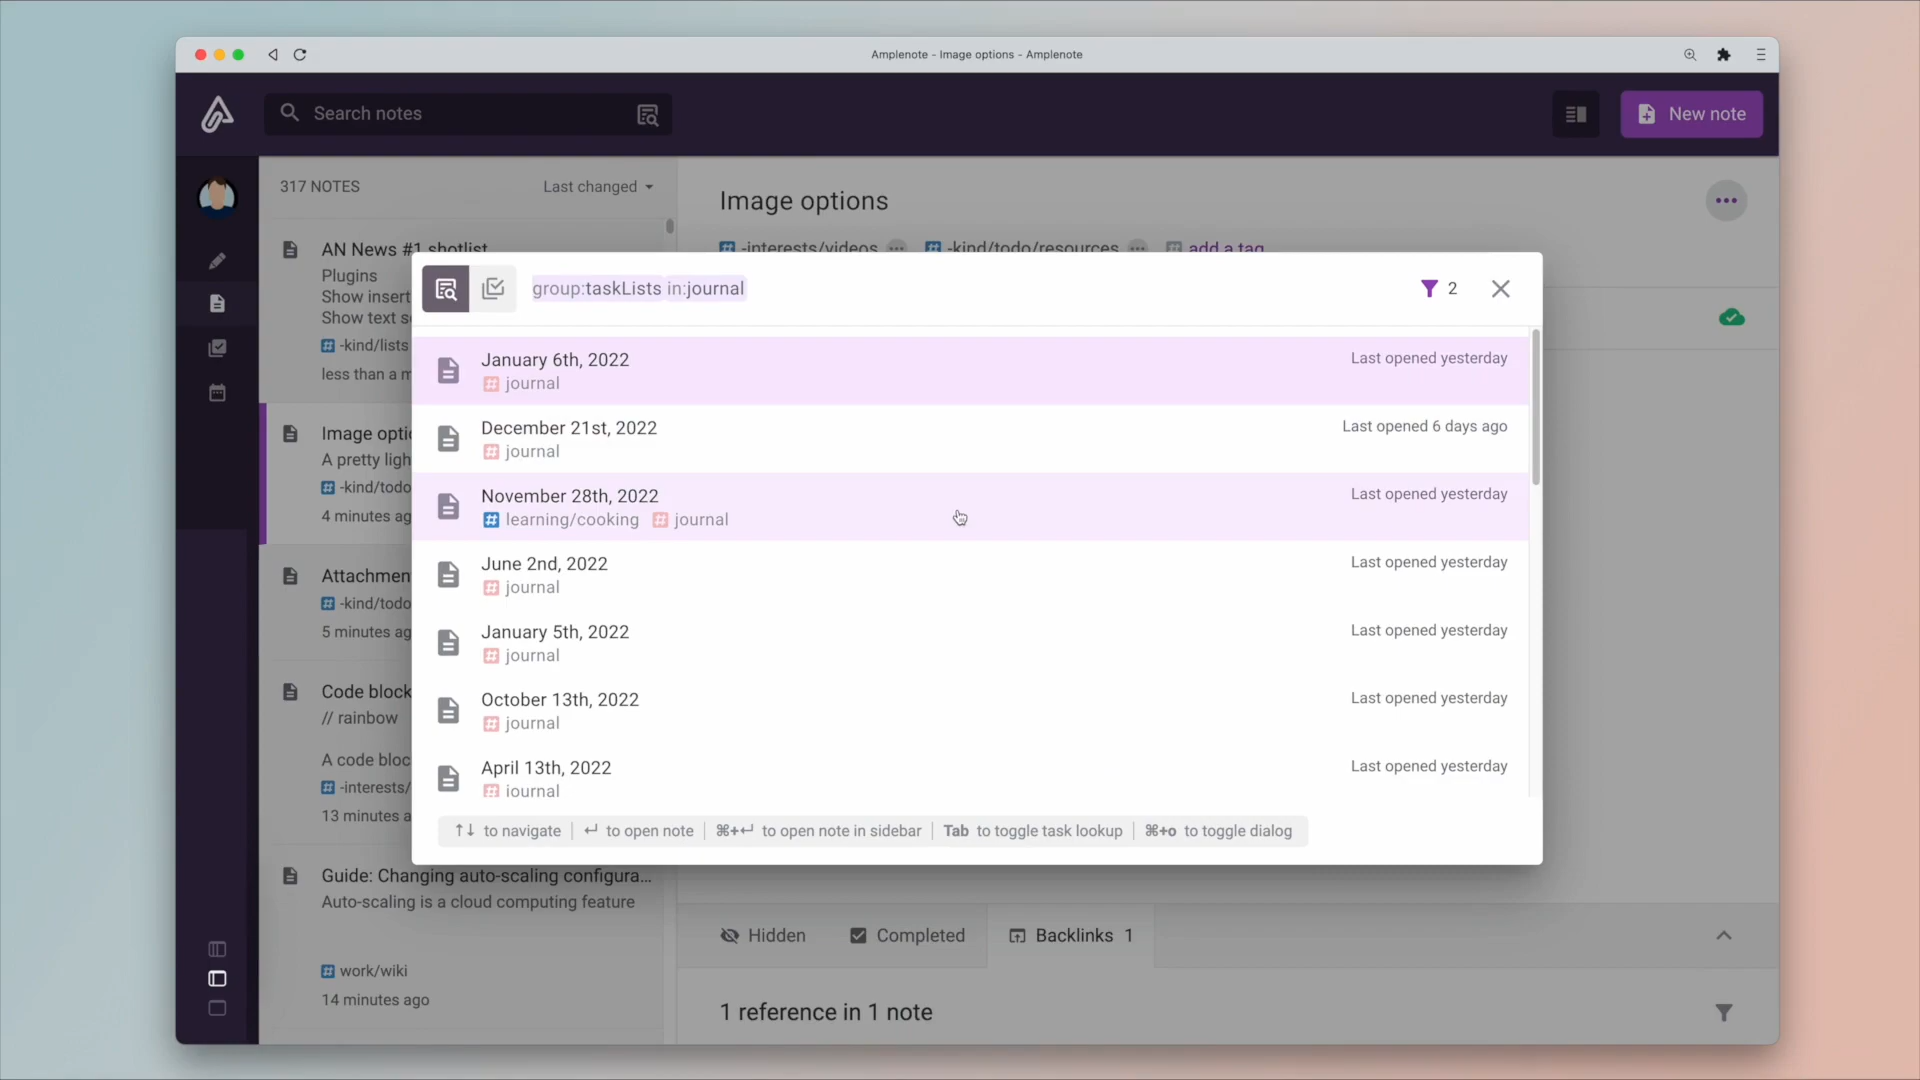 Amplenote - Image options - Amplenote
Search notes
New note
317 NOTES
Last changed
AN News #1 shotlist
Plugins
Show insert
Show text
-kind/lists
less than a m
Image opti
A pretty ligh
-kind/todo
4 minutes ag
Attachmen
-kind/todo
5 minutes ag
Code block
// rainbow
A code bloc
-interests/
13 minutes a
Guide: Changing auto-scaling configura...
Auto-scaling is a cloud computing feature
work/wiki
14 minutes ago
Image options
-interests/videos -kind/todo/resources add a tag
group:taskLists in:journal
2
January 6th, 2022
journal
Last opened yesterday
December 21st, 2022
journal
Last opened 6 days ago
November 28th, 2022
learning/cooking journal
Last opened yesterday
June 2nd, 2022
journal
Last opened yesterday
January 5th, 2022
journal
Last opened yesterday
October 13th, 2022
journal
Last opened yesterday
April 13th, 2022
journal
Last opened yesterday
↑↓ to navigate | ↵ to open note | ⌘+↵ to open note in sidebar | Tab to toggle task lookup | ⌘+o to toggle dialog
Hidden
Completed
Backlinks 1
1 reference in 1 note